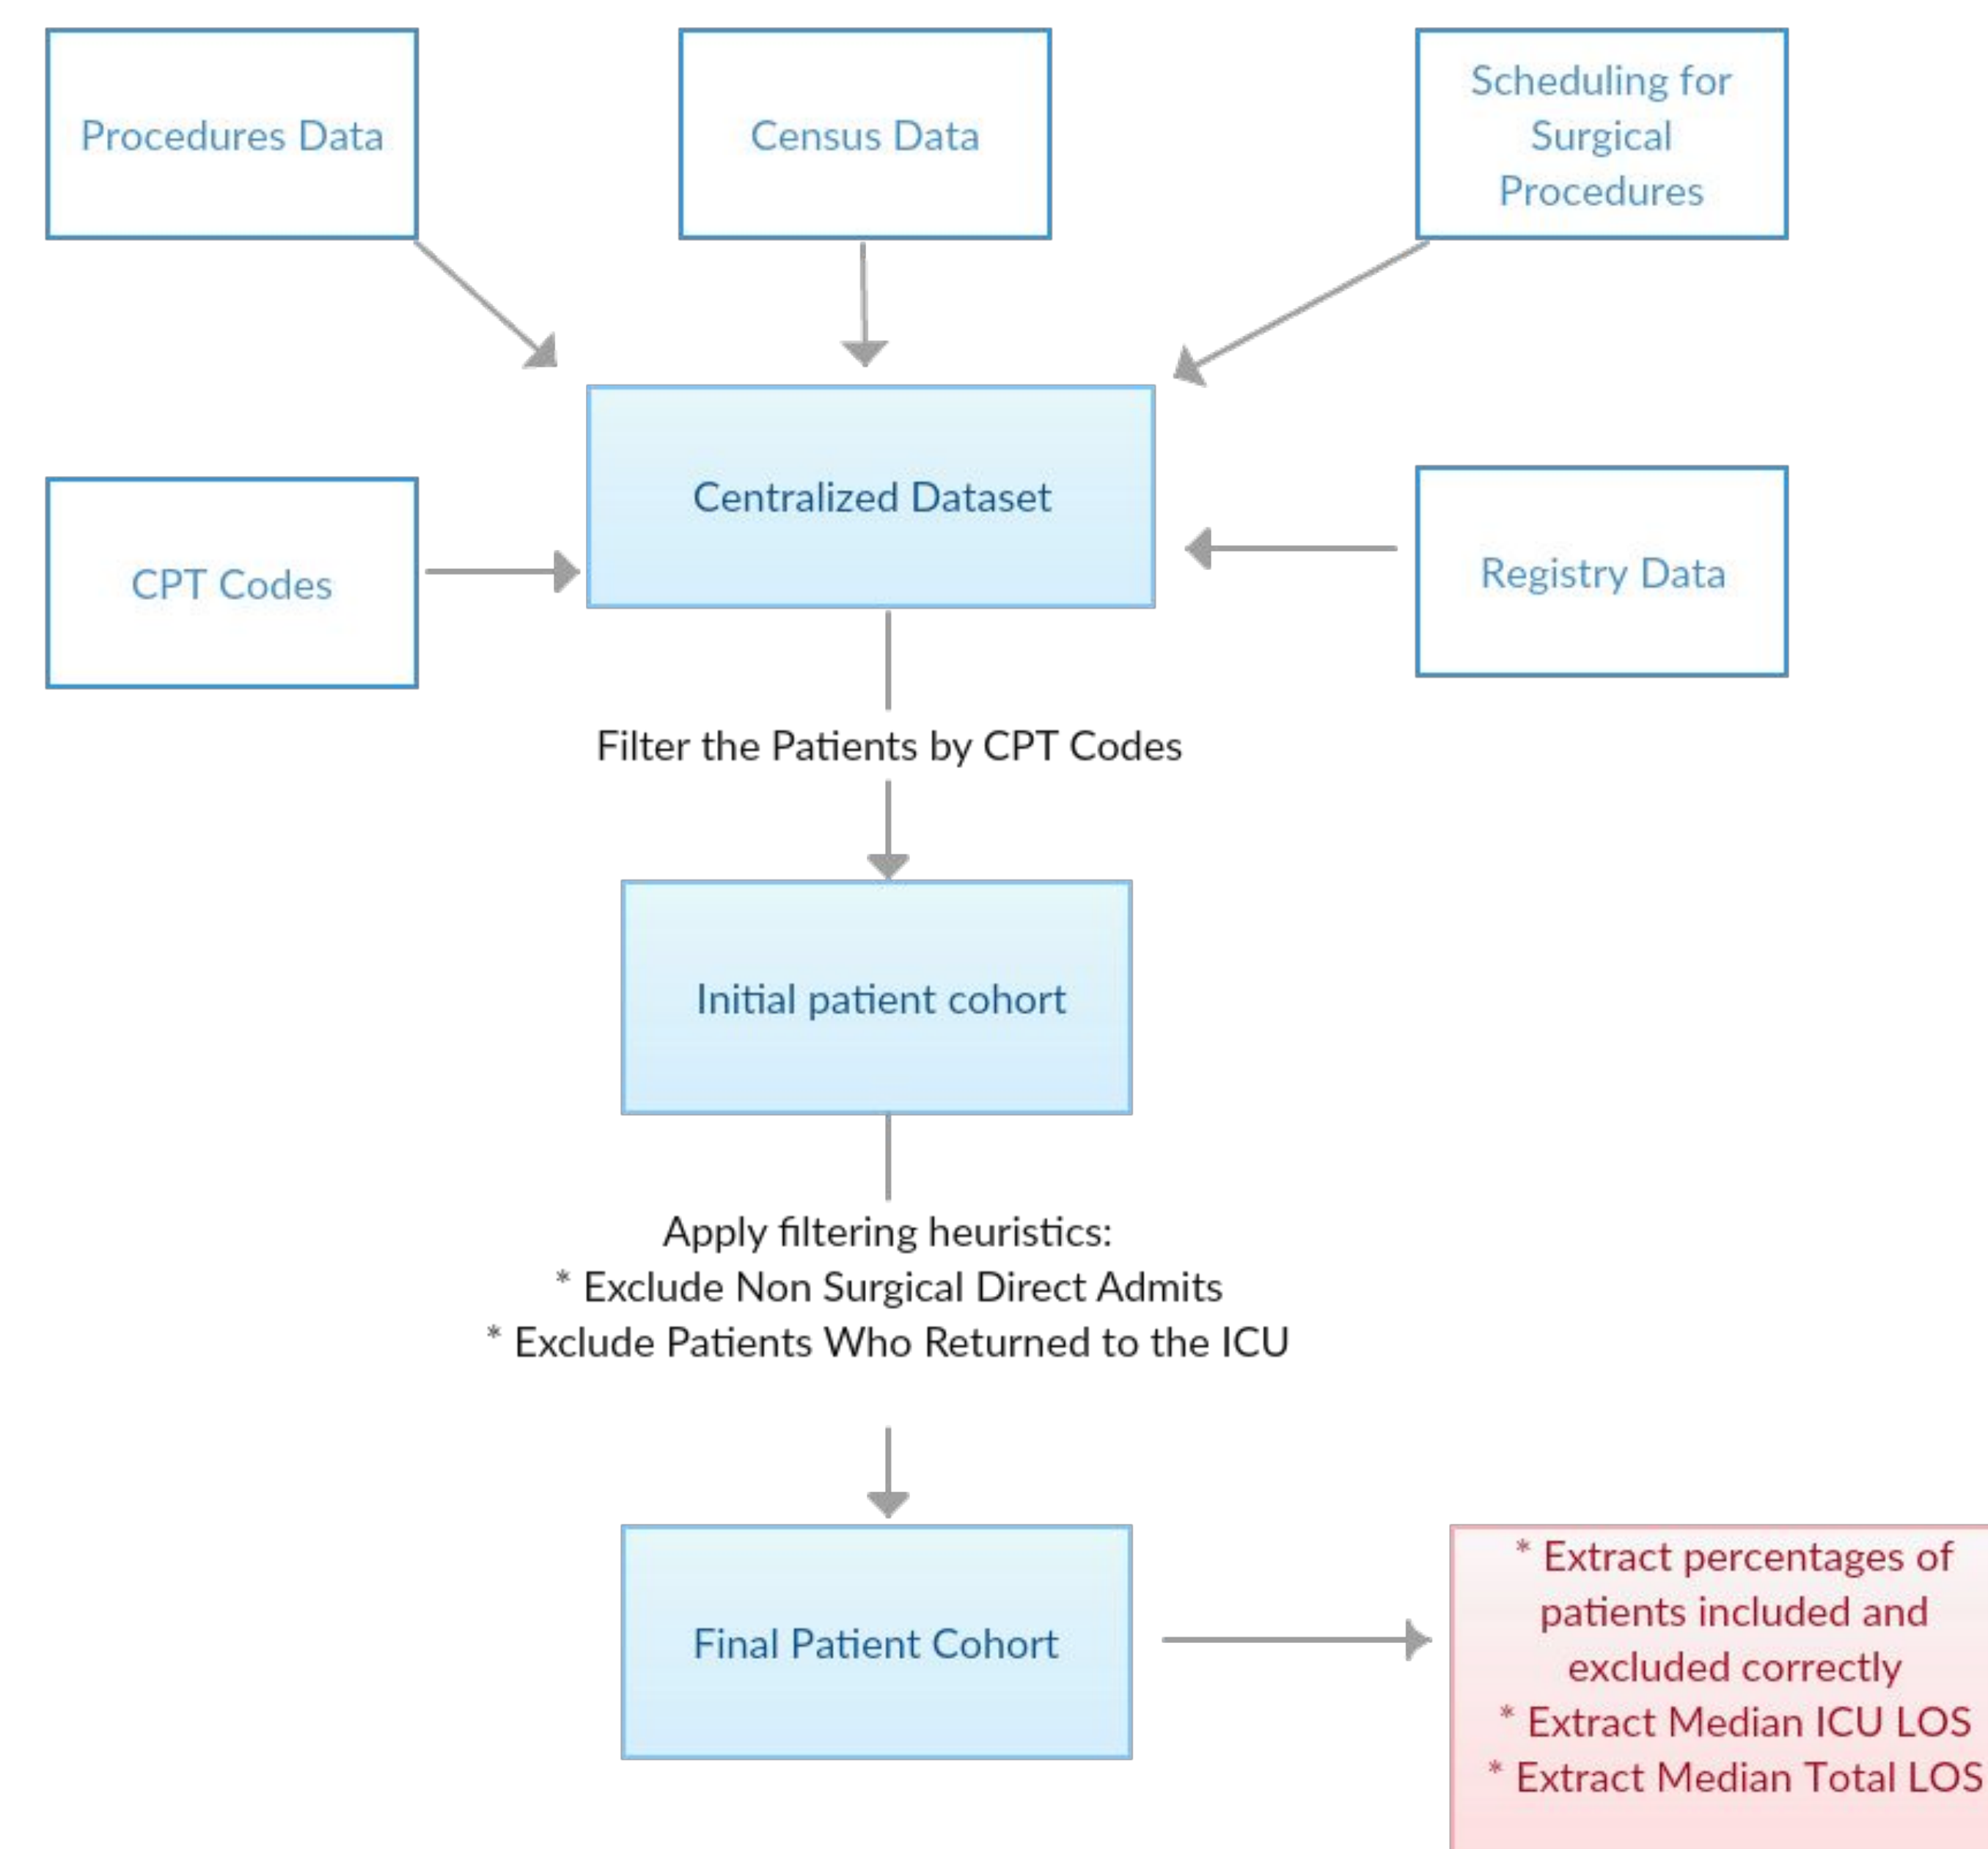 Procedures Data
Census Data
Scheduling for
Surgical
Procedures
Centralized Dataset
CPT Codes
Registry Data
Filter the Patients by CPT Codes
Initial patient cohort
Apply filtering heuristics:
* Exclude Non Surgical Direct Admits
* Exclude Patients Who Returned to the ICU
Final Patient Cohort
* Extract percentages of
patients included and
excluded correctly
* Extract Median ICU LOS
* Extract Median Total LOS